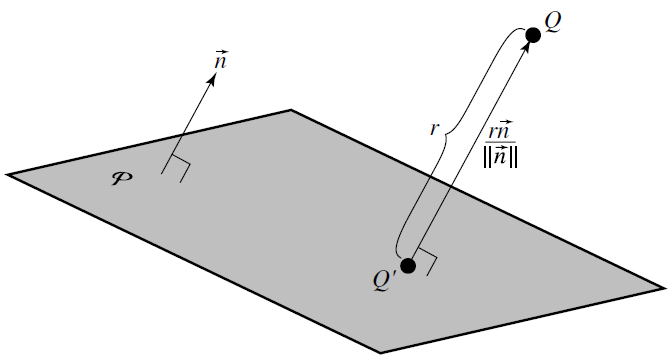 Q
n⃗
r
rn⃗
‖n⃗‖
𝒫
Q′